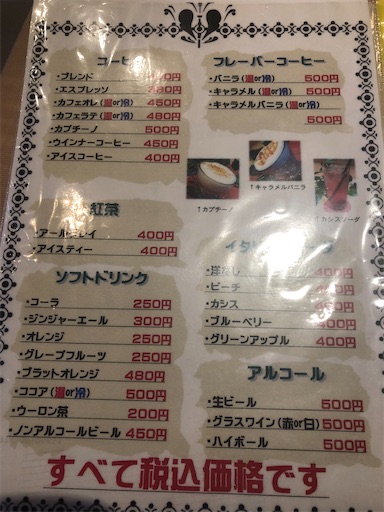 コーヒー
・ブレンド
・エスプレッソ
・カフェオレ(温or冷) 450円
・カフェラテ(温or冷) 480円
・カプチーノ 500円
・ウインナーコーヒー 450円
・アイスコーヒー 400円
フレーバーコーヒー
・バニラ(温or冷) 500円
・キャラメル(温or冷) 500円
・キャラメルバニラ(温or冷)
500円
↑カプチーノ
↑キャラメルバニラ
↑カシスソーダ
紅茶
・アールグレイ 400円
・アイスティー 400円
ソフトドリンク
・コーラ 250円
・ジンジャーエール 300円
・オレンジ 250円
・グレープフルーツ 250円
・ブラットオレンジ 480円
・ココア(温or冷) 500円
・ウーロン茶 200円
・ノンアルコールビール 450円
・洋なし 400円
・ピーチ 400円
・カシス
・ブルーベリー 400円
・グリーンアップル 400円
アルコール
・生ビール 500円
・グラスワイン(赤or白) 500円
・ハイボール 500円
すべて税込価格です